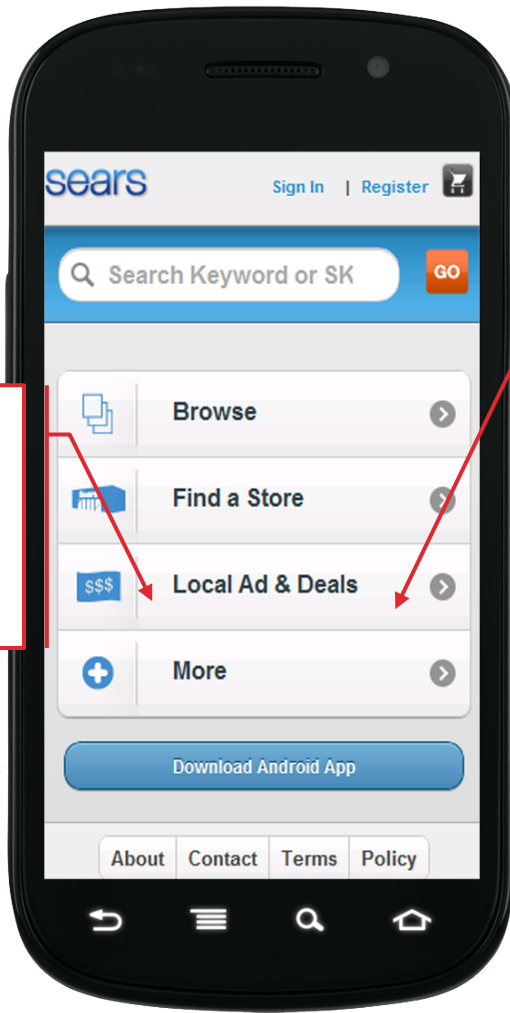 sears
Sign In | Register
Search Keyword or SK
GO
Browse
Find a Store
$$$ Local Ad & Deals
More
Download Android App
About Contact Terms Policy